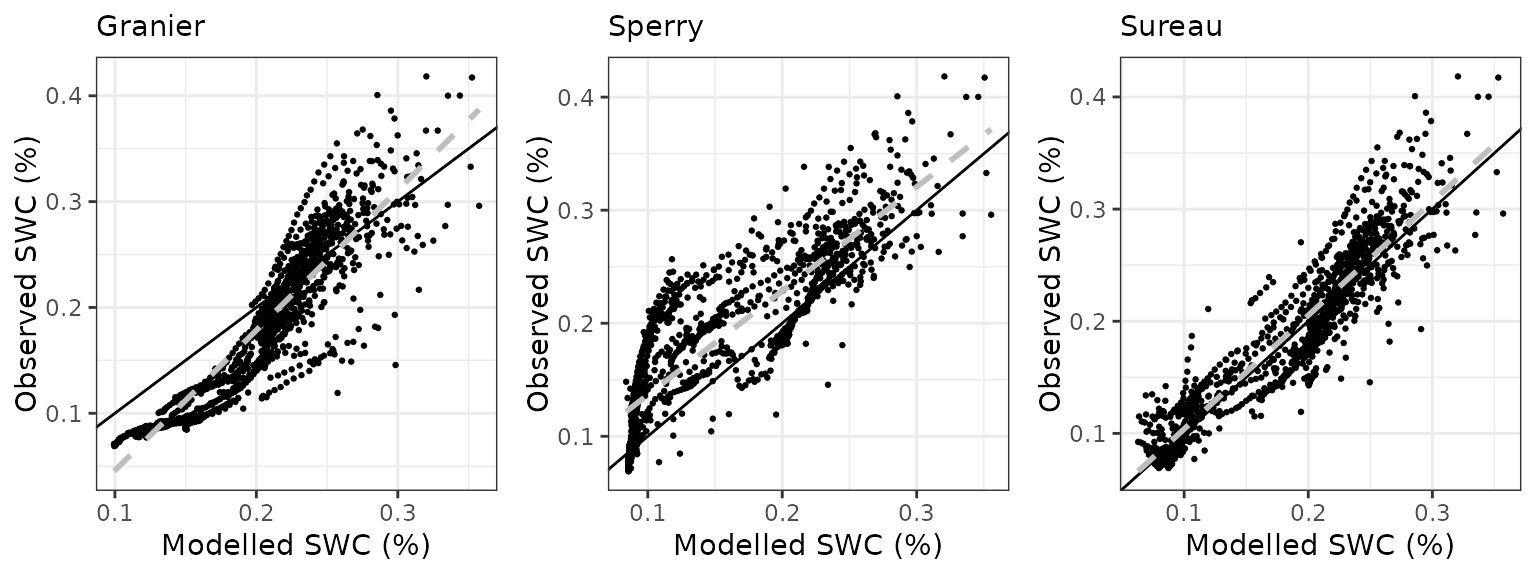 Granier
Observed SWC (%)
0.4
0.3
0.2
0.1
0.1 0.2 0.3
Modelled SWC (%)
Sperry
Observed SWC (%)
0.4
0.3
0.2
0.1
0.1 0.2 0.3
Modelled SWC (%)
Sureau
Observed SWC (%)
0.4
0.3
0.2
0.1
0.1 0.2 0.3
Modelled SWC (%)